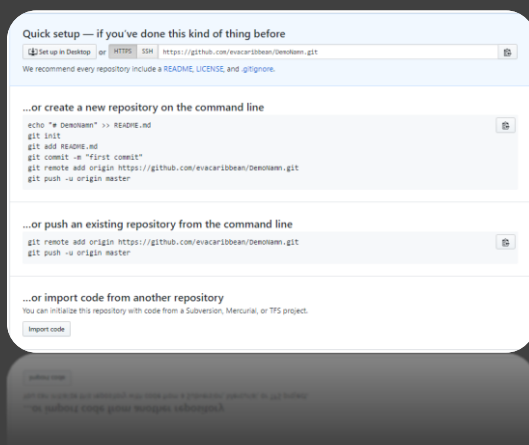 Quick setup — if you've done this kind of thing before
Set up in Desktop or HTTPS SSH https://github.com/evacaribbean/DemoNamn.git
We recommend every repository include a README, LICENSE, and .gitignore.
...or create a new repository on the command line
echo "# DemoNamn" >> README.md
git init
git add README.md
git commit -m "first commit"
git remote add origin https://github.com/evacaribbean/DemoNamn.git
git push -u origin master
...or push an existing repository from the command line
git remote add origin https://github.com/evacaribbean/DemoNamn.git
git push -u origin master
...or import code from another repository
You can initialize this repository with code from a Subversion, Mercurial, or TFS project.
Import code